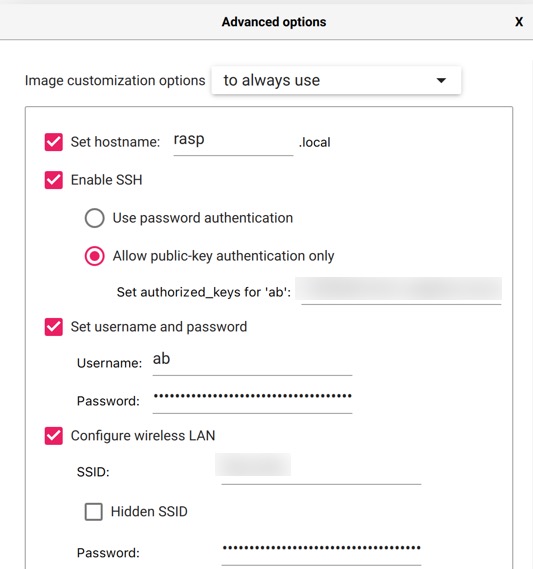 Advanced options X
Image customization options to always use
Set hostname: rasp .local
Enable SSH
Use password authentication
Allow public-key authentication only
Set authorized_keys for 'ab':
Set username and password
Username: ab
Password: ••••••••••••••••••••••••••••••••••••
Configure wireless LAN
SSID:
Hidden SSID
Password: ••••••••••••••••••••••••••••••••••••